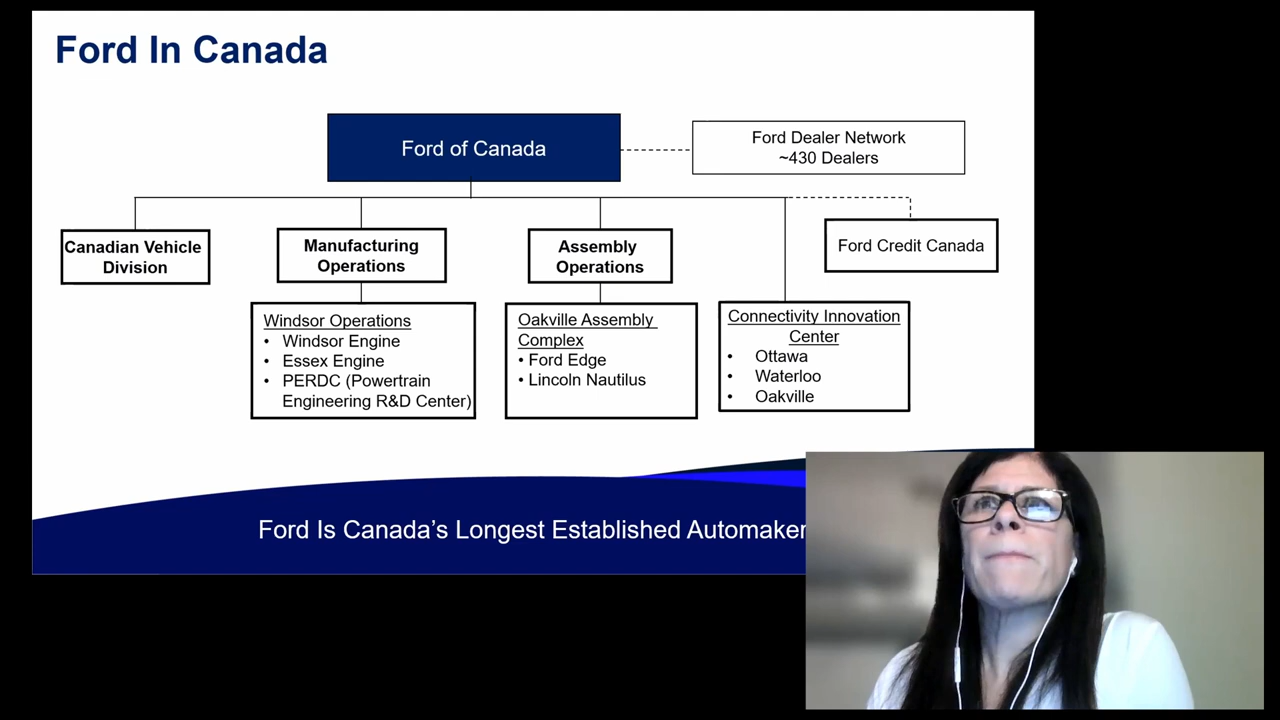 Ford In Canada
Ford of Canada
Ford Dealer Network
~430 Dealers
Canadian Vehicle
Division
Manufacturing
Operations
Assembly
Operations
Ford Credit Canada
Windsor Operations
• Windsor Engine
• Essex Engine
• PERDC (Powertrain
Engineering R&D Center)
Oakville Assembly
Complex
• Ford Edge
• Lincoln Nautilus
Connectivity Innovation
Center
• Ottawa
• Waterloo
• Oakville
Ford Is Canada's Longest Established Automaker